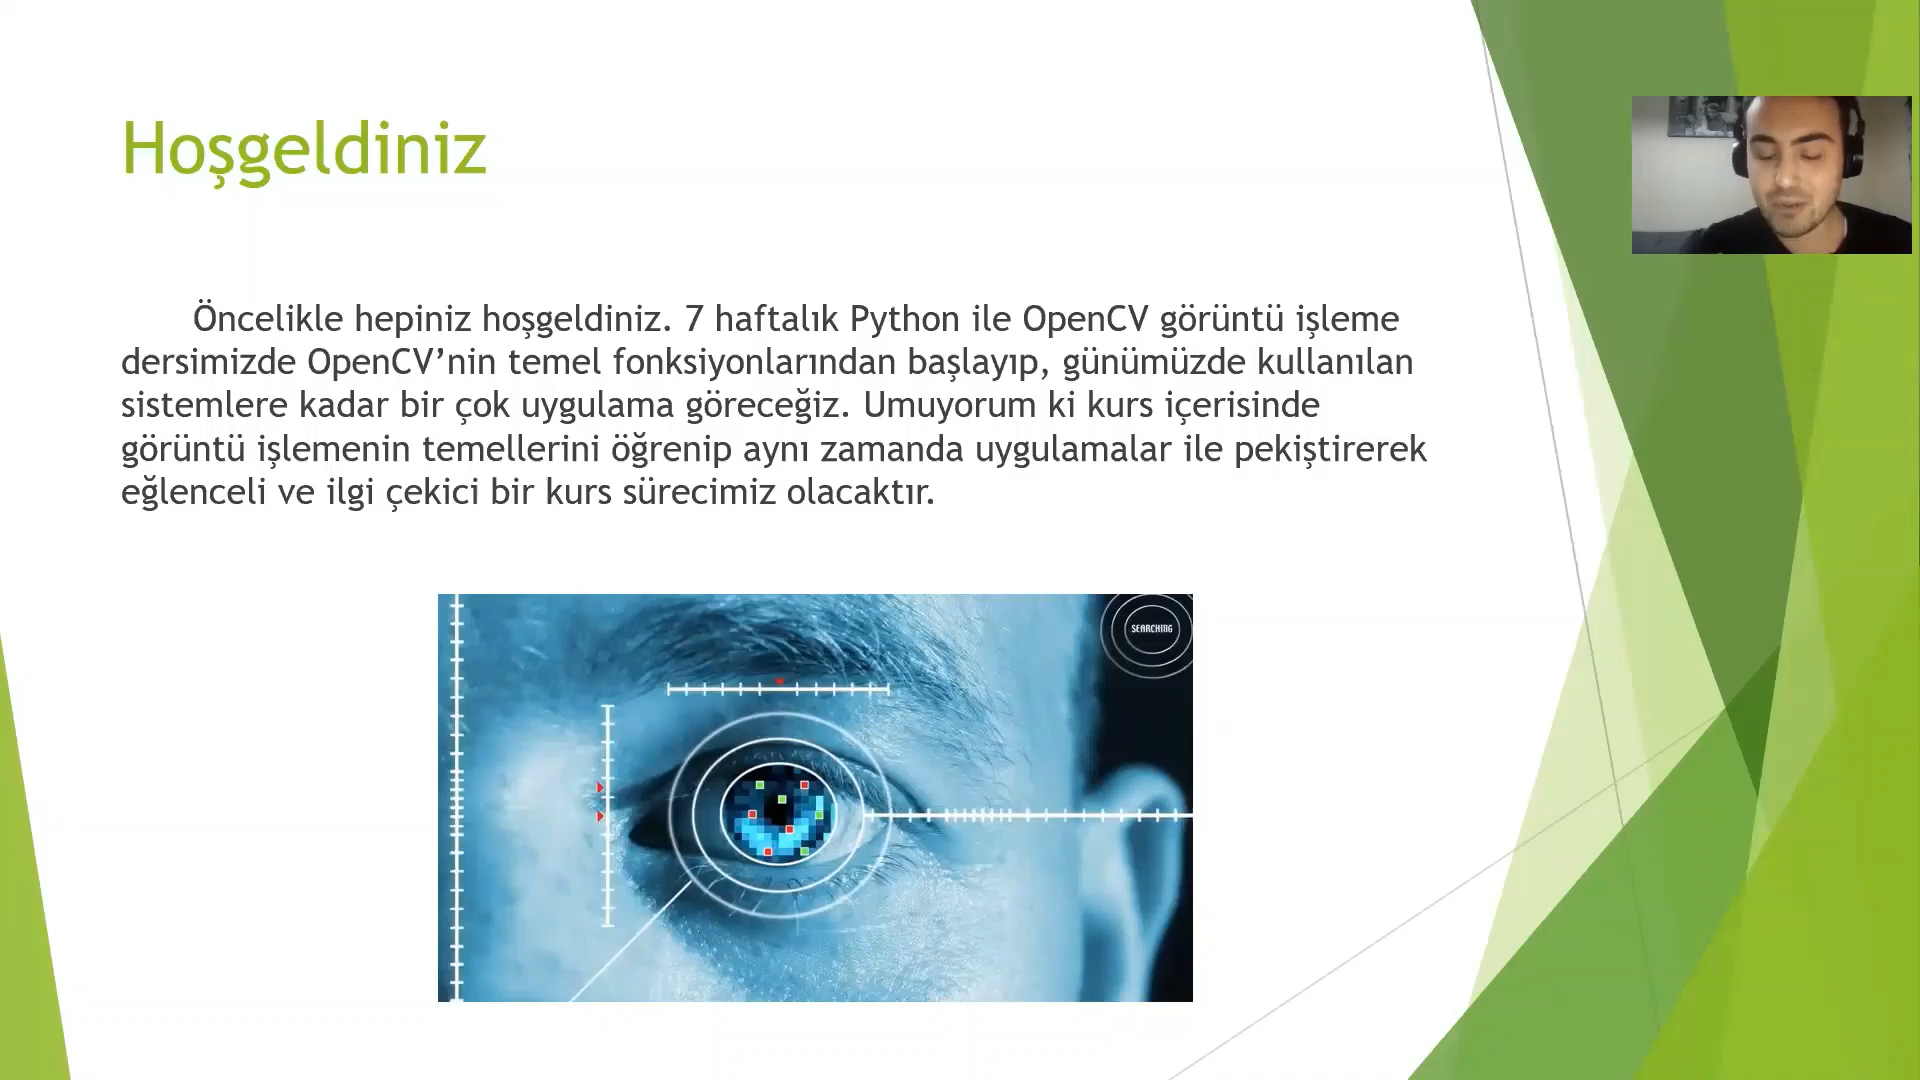 Hoşgeldiniz
Öncelikle hepiniz hoşgeldiniz. 7 haftalık Python ile OpenCV görüntü işleme
dersimizde OpenCV’nin temel fonksiyonlarından başlayıp, günümüzde kullanılan
sistemlere kadar bir çok uygulama göreceğiz. Umuyorum ki kurs içerisinde
görüntü işlemenin temellerini öğrenip aynı zamanda uygulamalar ile pekiştirerek
eğlenceli ve ilgi çekici bir kurs sürecimiz olacaktır.
SEARCHING